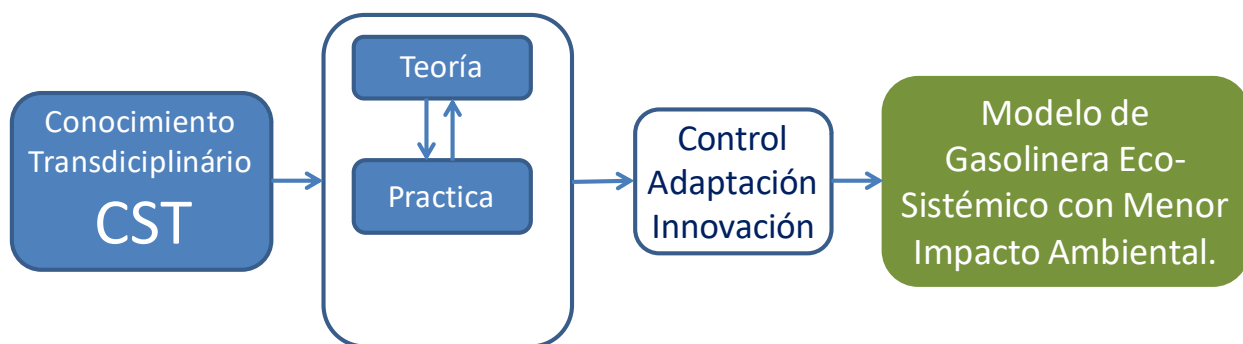 Conocimiento
Transdiciplinário
CST
Teoría
Practica
Control
Adaptación
Innovación
Modelo de
Gasolinera Eco-
Sistémico con Menor
Impacto Ambiental.